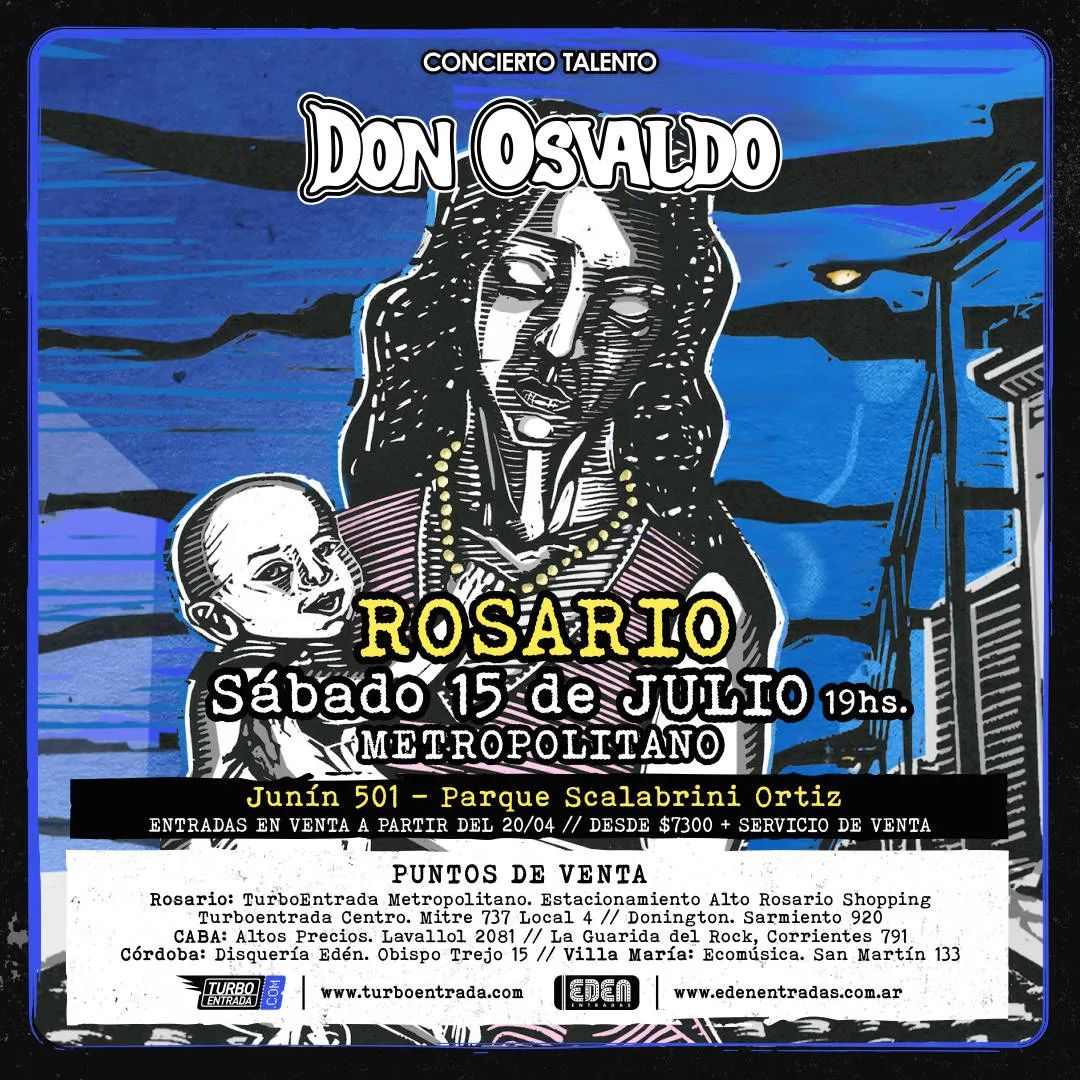 CONCIERTO TALENTO
DON OSVALDO
ROSARIO
Sábado 15 de JULIO 19hs.
METROPOLITANO
Junín 501 - Parque Scalabrini Ortiz
ENTRADAS EN VENTA A PARTIR DEL 20/04 // DESDE $7300 + SERVICIO DE VENTA
PUNTOS DE VENTA
Rosario: TurboEntrada Metropolitano. Estacionamiento Alto Rosario Shopping
Turboentrada Centro. Mitre 737 Local 4 // Donington. Sarmiento 920
CABA: Altos Precios. Lavallol 2081 // La Guarida del Rock, Corrientes 791
Córdoba: Disquería Edén. Obispo Trejo 15 // Villa María: Ecomúsica. San Martín 133
TURBO ENTRADA .COM | www.turboentrada.com EDEN ENTRADAS | www.edenentradas.com.ar